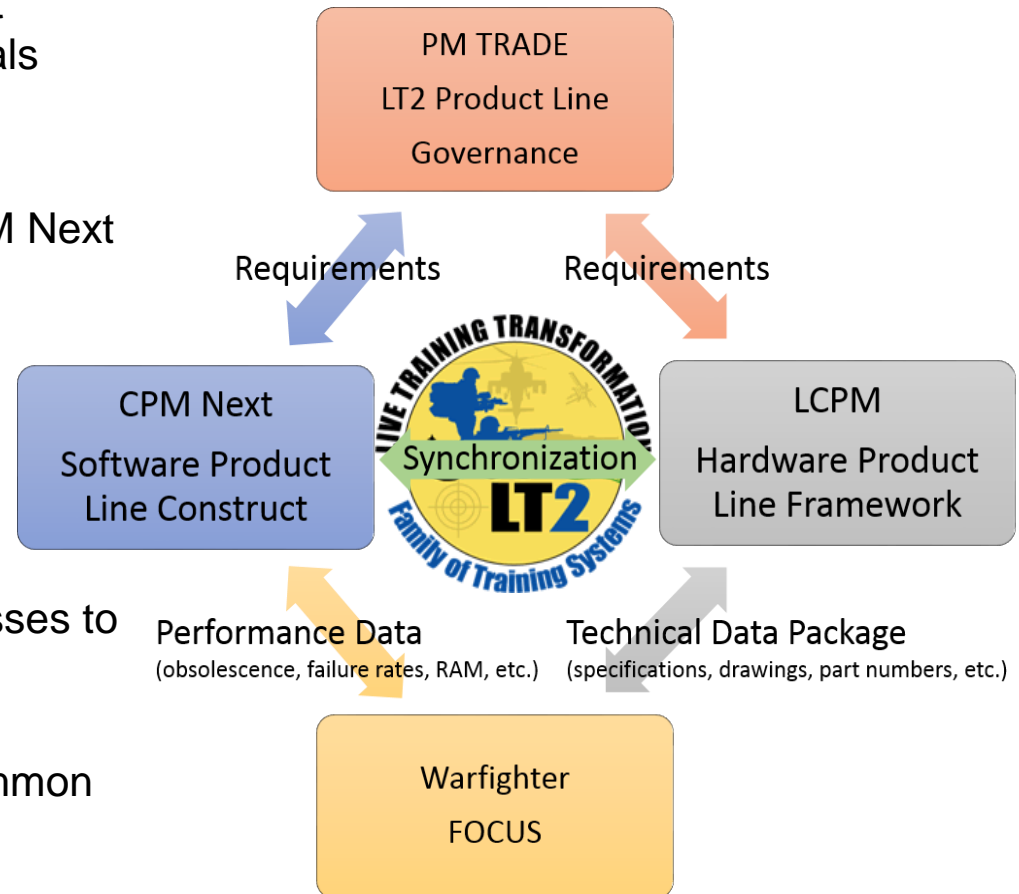 als
PM TRADE
LT2 Product Line
Governance
M Next
Requirements
Requirements
LIVE TRAINING TRANSFORMATION
CPM Next
Software Product
Line Construct
Synchronization
LT2
Family of Training Systems
LCPM
Hardware Product
Line Framework
sses to
Performance Data
(obsolescence, failure rates, RAM, etc.)
Technical Data Package
(specifications, drawings, part numbers, etc.)
mmon
Warfighter
FOCUS